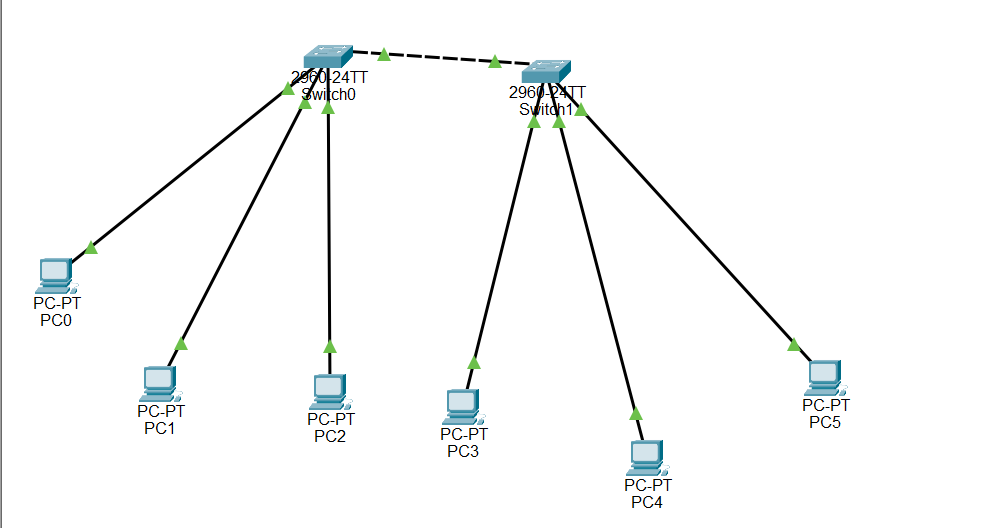 2960-24TT
Switch0
2960-24TT
Switch1
PC-PT
PC0
PC-PT
PC1
PC-PT
PC2
PC-PT
PC3
PC-PT
PC4
PC-PT
PC5